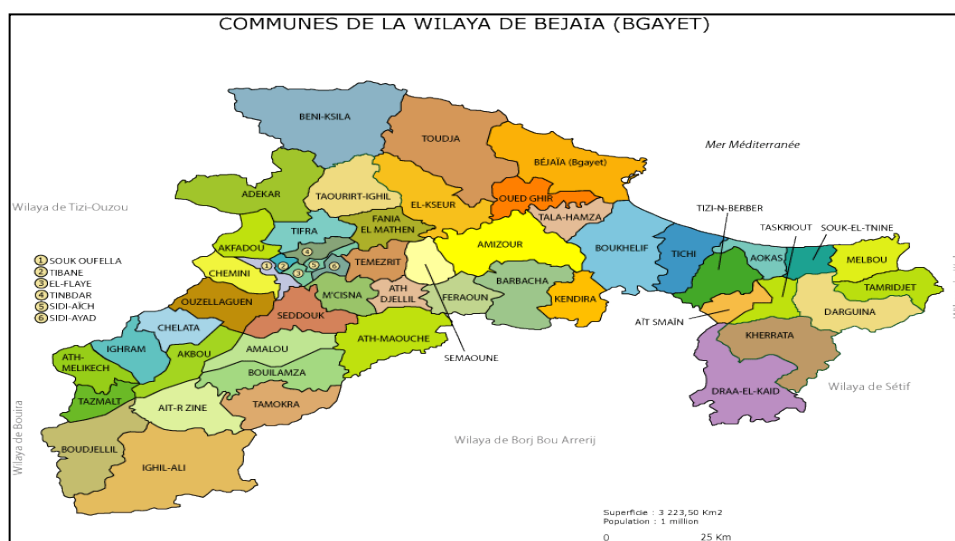 COMMUNES DE LA WILAYA DE BEJAIA (BGAYET)
BENI-KSILA
TOUDJA
Mer Méditerranée
BÉJAÏA (Bgayet)
ADEKAR
TAOURIRT-IGHIL
OUED GHIR
Wilaya de Tizi-Ouzou
EL-KSEUR
TIZI-N-BERBER
TALA-HAMZA
FANIA
EL MATHEN
TASKRIOUT
SOUK-EL-TNINE
TIFRA
AMIZOUR
BOUKHELIF
TICHI
AKFADOU
AOKAS
MELBOU
1 SOUK OUFELLA
2 TIBANE
3 EL-FLAYE
4 TINBDAR
5 SIDI-AÏCH
6 SIDI-AYAD
4
1
2
3
5
6
CHEMINI
TEMEZRIT
BARBACHA
TAMRIDJET
OUZELLAGUEN
M'CISNA
ATH
DJELLIL
FERAOUN
KENDIRA
DARGUINA
SEDDOUK
AÏT SMAÏN
CHELATA
ATH-MAOUCHE
KHERRATA
IGHRAM
AKBOU
AMALOU
SEMAOUNE
ATH-
MELIKECH
BOUILAMZA
Wilaya de Sétif
DRAA-EL-KAID
TAZMALT
AIT-R ZINE
TAMOKRA
Wilaya de Bouira
Wilaya de Borj Bou Arrerij
BOUDJELLIL
IGHIL-ALI
Superficie : 3 223,50 Km2
Population : 1 million
0 25 Km